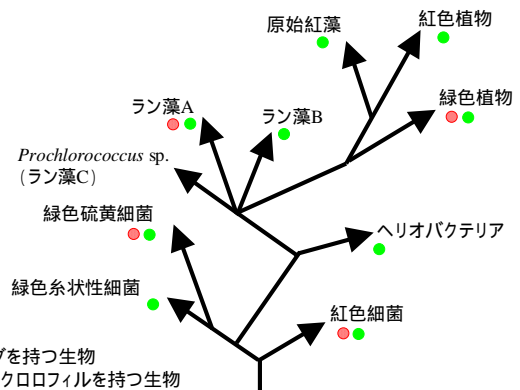 原始紅藻
紅色植物
緑色植物
ラン藻A
ラン藻B
Prochlorococcus sp.
(ラン藻C)
緑色硫黄細菌
ヘリオバクテリア
緑色糸状性細菌
紅色細菌
を持つ生物
クロロフィルを持つ生物